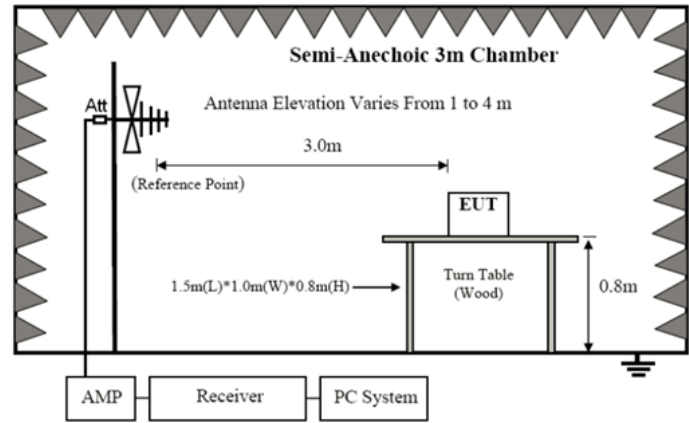 Semi-Anechoic 3m Chamber
Att
Antenna Elevation Varies From 1 to 4 m
3.0m
(Reference Point)
EUT
1.5m(L)*1.0m(W)*0.8m(H)
Turn Table
(Wood)
0.8m
AMP
Receiver
PC System